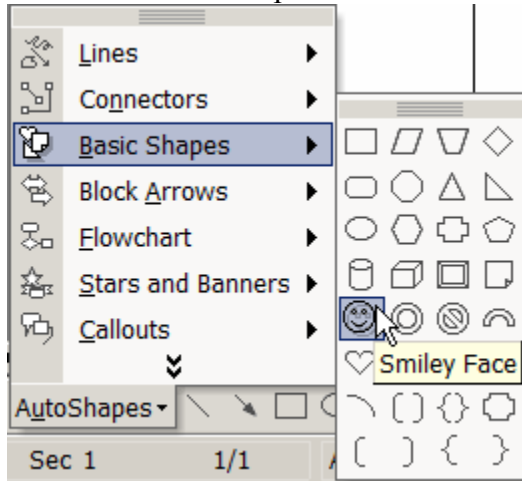 Lines
Connectors
Basic Shapes
Block Arrows
Flowchart
Stars and Banners
Callouts
Smiley Face
AutoShapes
Sec 1 1/1